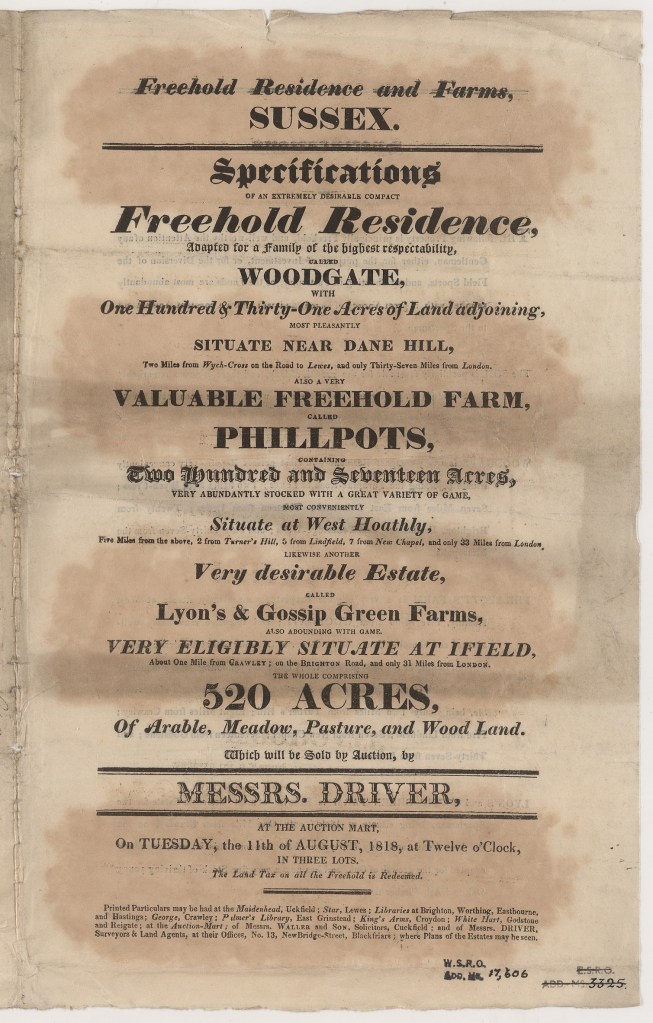 Freehold Residence and Farms,
SUSSEX.
Specifications
OF AN EXTREMELY DESIRABLE COMPACT
Freehold Residence,
Adapted for a Family of the highest respectability,
CALLED
WOODGATE,
WITH
One Hundred & Thirty-One Acres of Land adjoining,
MOST PLEASANTLY
SITUATE NEAR DANE HILL,
Two Miles from Wych-Cross on the Road to Lewes, and only Thirty-Seven Miles from London.
ALSO A VERY
VALUABLE FREEHOLD FARM,
CALLED
PHILLPOTS,
CONTAINING
Two Hundred and Seventeen Acres,
VERY ABUNDANTLY STOCKED WITH A GREAT VARIETY OF GAME,
MOST CONVENIENTLY
Situate at West Hoathly,
Five Miles from the above, 2 from Turner's Hill, 5 from Lindfield, 7 from New Chapel, and only 33 Miles from London.
LIKEWISE ANOTHER
Very desirable Estate,
CALLED
Lyon's & Gossip Green Farms,
ALSO ABOUNDING WITH GAME.
VERY ELIGIBLY SITUATE AT IFIELD,
About One Mile from CRAWLEY; on the BRIGHTON Road, and only 31 Miles from LONDON.
THE WHOLE COMPRISING
520 ACRES,
Of Arable, Meadow, Pasture, and Wood Land.
Which will be Sold by Auction, by
MESSRS. DRIVER,
AT THE AUCTION MART,
On TUESDAY, the 11th of AUGUST, 1818, at Twelve o'Clock,
IN THREE LOTS.
The Land Tax on all the Freehold is Redeemed.
Printed Particulars may be had at the Maidenhead, Uckfield; Star, Lewes; Libraries at Brighton, Worthing, Eastbourne,
and Hastings; George, Crawley; Palmer's Library, East Grinstead; King's Arms, Croydon; White Hart, Godstone
and Reigate; at the Auction-Mart; of Messrs. WALLER and SON, Solicitors, Cuckfield; and of Messrs. DRIVER,
Surveyors & Land Agents, at their Offices, No. 13, New Bridge-Street, Blackfriars; where Plans of the Estates may be seen.
W.S.R.O.
ADD. Ms. 17,606
E.S.R.O.
ADD. MS. 3325.